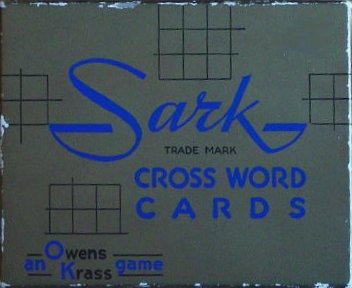 Sark
TRADE MARK
CROSS WORD
CARDS
an Owens Krass game